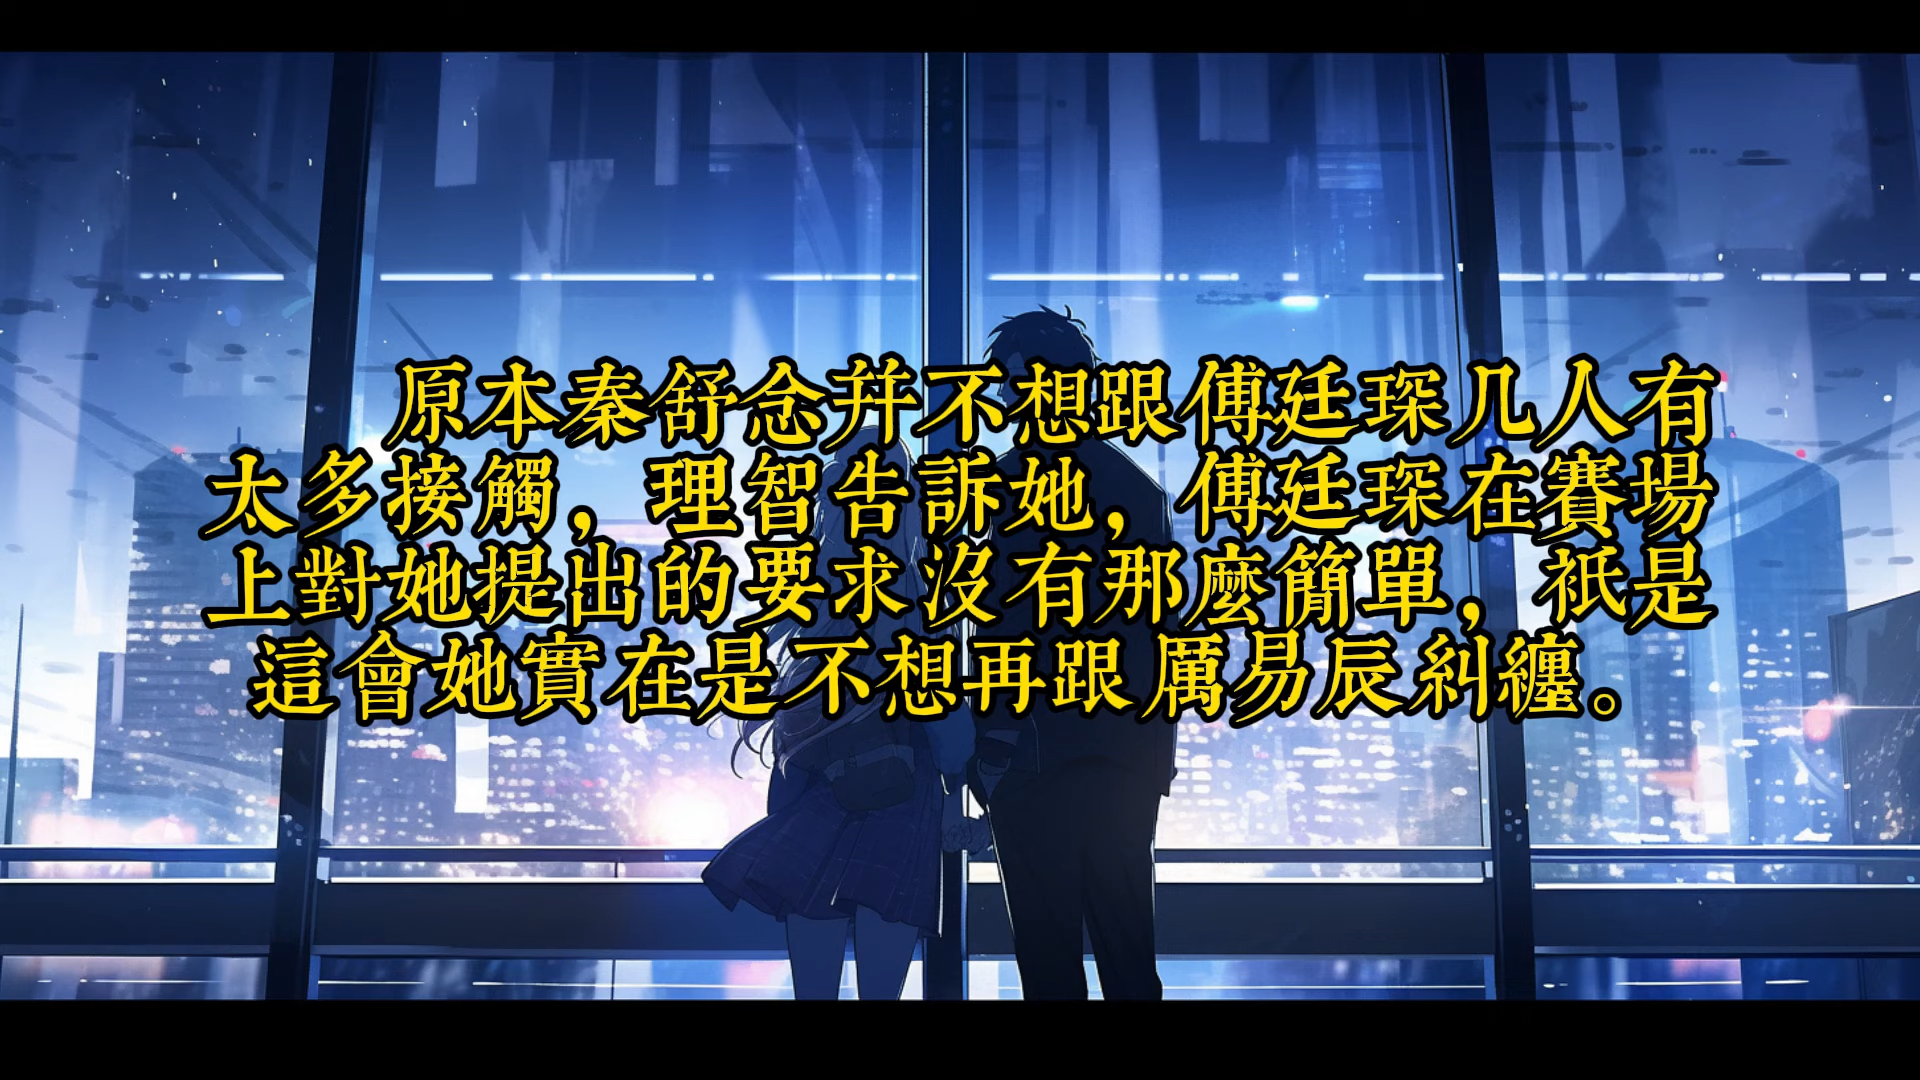 原本秦舒念并不想跟傅廷琛几人有
太多接觸，理智告訴她，傅廷琛在賽場
上對她提出的要求沒有那麼簡單，祇是
這會她實在是不想再跟厲易辰糾纏。